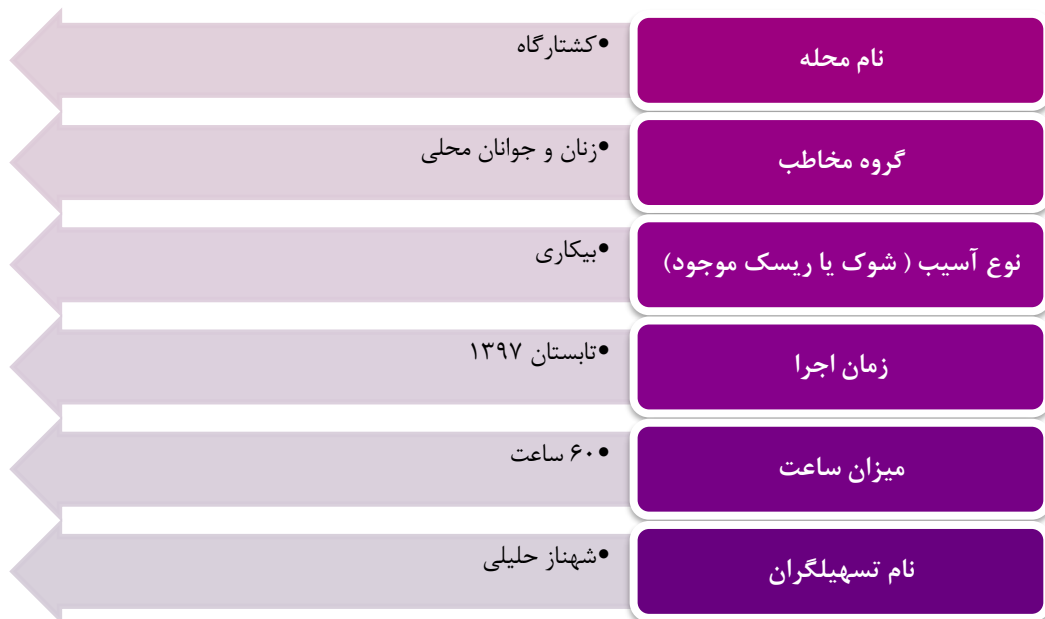 نام محله
•کشتارگاه
گروه مخاطب
•زنان و جوانان محلی
نوع آسیب ( شوک یا ریسک موجود)
•بیکاری
زمان اجرا
•تابستان ۱۳۹۷
میزان ساعت
•۶۰ ساعت
نام تسهیلگران
•شهناز حلیلی